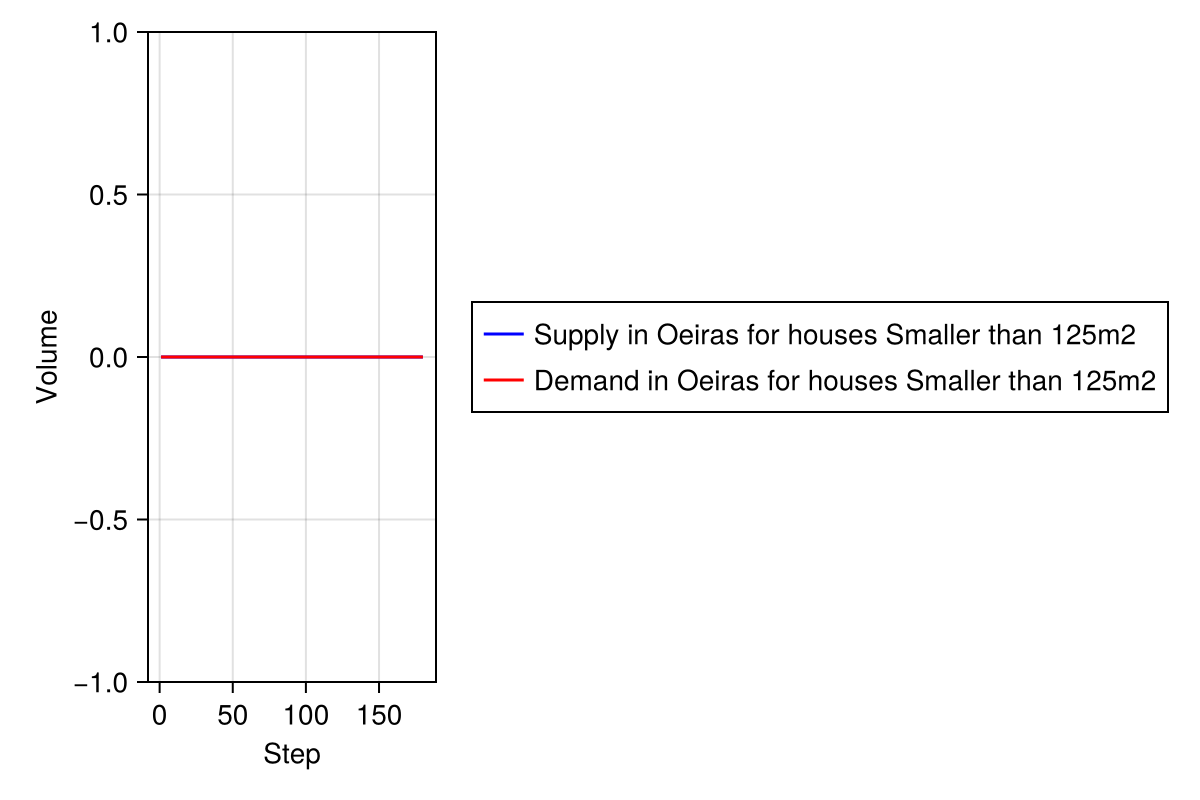 1.0
0.5
0.0
−0.5
−1.0
Volume
0 50 100 150
Step
Supply in Oeiras for houses Smaller than 125m2
Demand in Oeiras for houses Smaller than 125m2